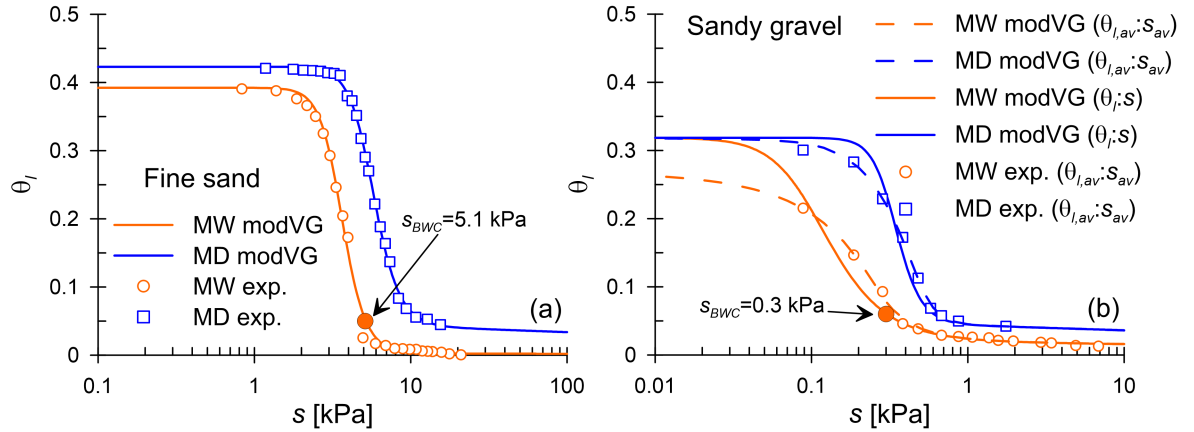 0.5
0.4
0.3
0.2
0.1
0
θl
Fine sand
MW modVG
MD modVG
MW exp.
MD exp.
sBWC=5.1 kPa
(a)
0.1 1 10 100
s [kPa]
0.5
0.4
0.3
0.2
0.1
0
θl
Sandy gravel
MW modVG (θl,av:sav)
MD modVG (θl,av:sav)
MW modVG (θl:s)
MD modVG (θl:s)
MW exp. (θl,av:sav)
MD exp. (θl,av:sav)
sBWC=0.3 kPa
(b)
0.01 0.1 1 10
s [kPa]